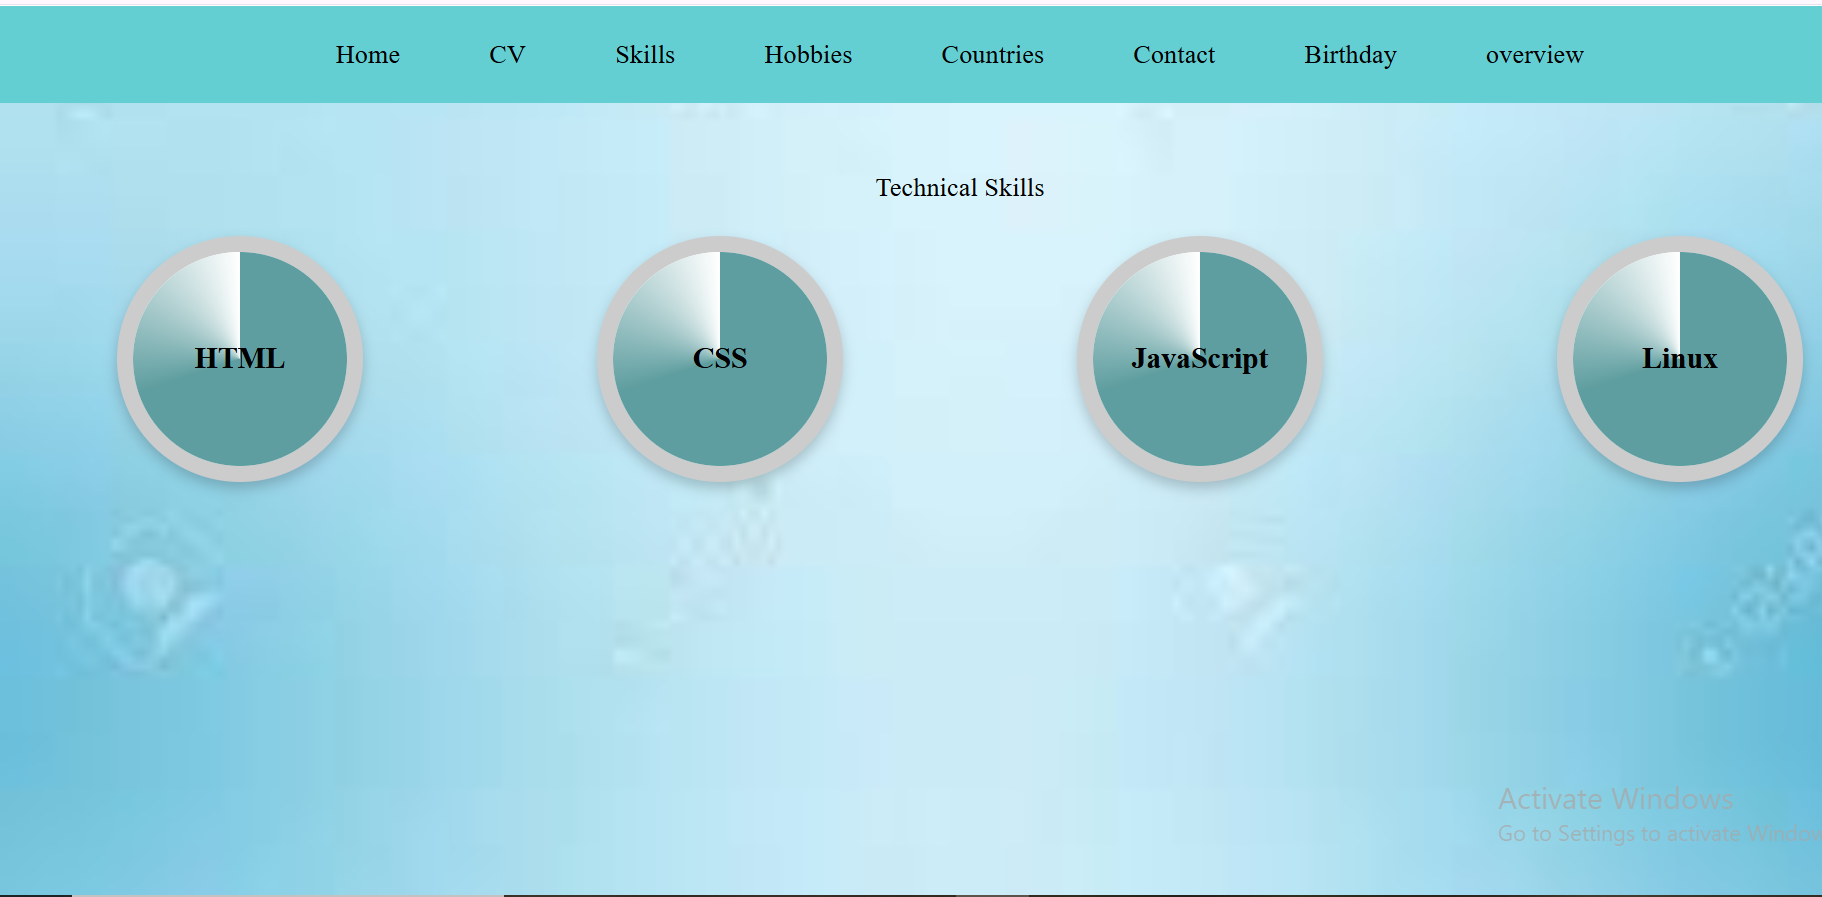 Home CV Skills Hobbies Countries Contact Birthday overview
Technical Skills
HTML CSS JavaScript Linux
Activate Windows
Go to Settings to activate Window